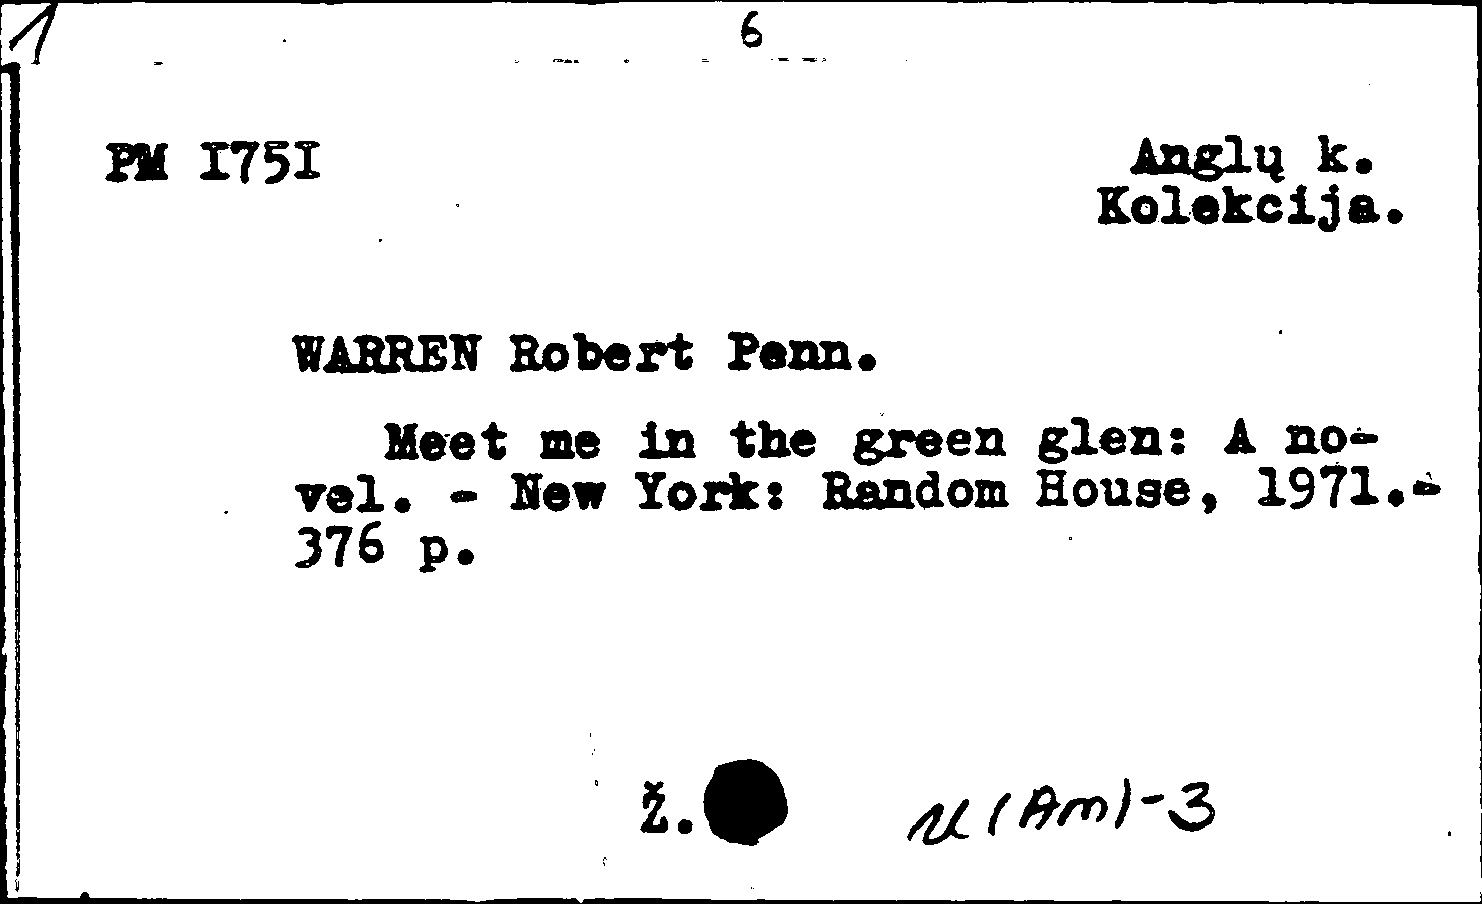 1
6
PM I75I
Anglų k.
Kolekcija.
WARREN Robert Penn.
Meet me in the green glen: A no-
vel. - New York: Random House, 1971.-
376 p.
Ž.
И(Am)-3